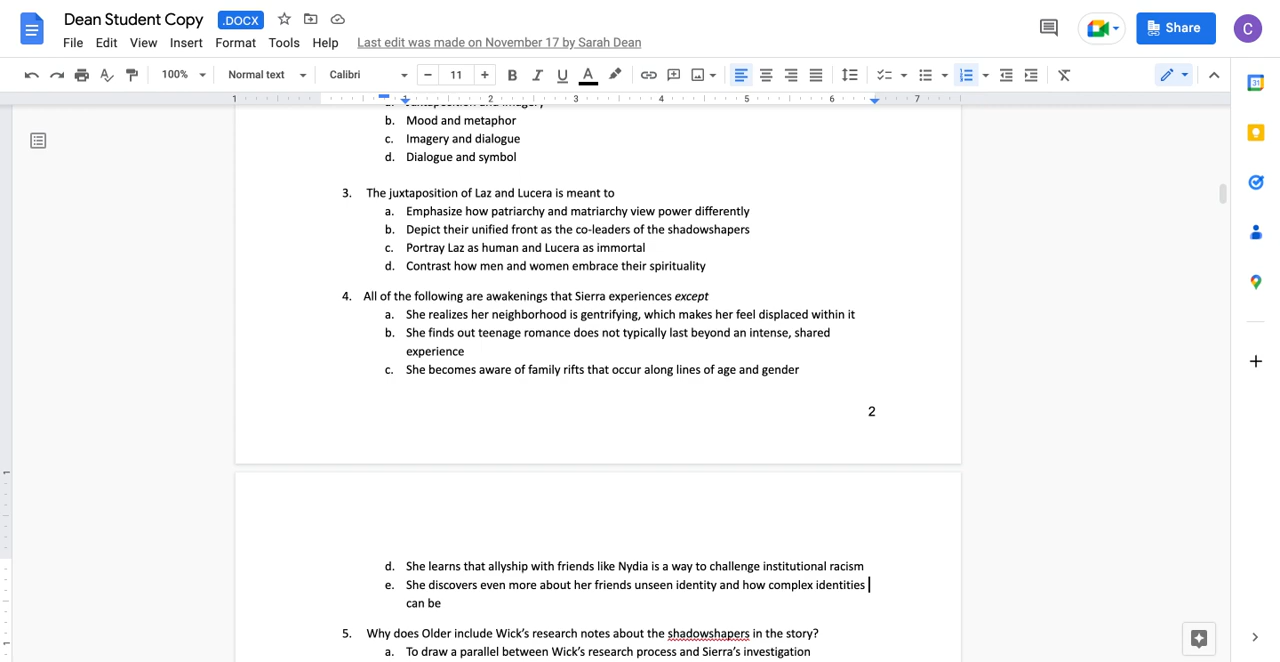 Dean Student Copy .DOCX
File Edit View Insert Format Tools Help Last edit was made on November 17 by Sarah Dean
Share
C
100% Normal text Calibri 11
B I U A
1 1 2 3 4 5 6 7
31
b. Mood and metaphor
c. Imagery and dialogue
d. Dialogue and symbol
3. The juxtaposition of Laz and Lucera is meant to
a. Emphasize how patriarchy and matriarchy view power differently
b. Depict their unified front as the co-leaders of the shadowshapers
c. Portray Laz as human and Lucera as immortal
d. Contrast how men and women embrace their spirituality
4. All of the following are awakenings that Sierra experiences except
a. She realizes her neighborhood is gentrifying, which makes her feel displaced within it
b. She finds out teenage romance does not typically last beyond an intense, shared
experience
c. She becomes aware of family rifts that occur along lines of age and gender
2
d. She learns that allyship with friends like Nydia is a way to challenge institutional racism
e. She discovers even more about her friends unseen identity and how complex identities
can be
5. Why does Older include Wick's research notes about the shadowshapers in the story?
a. To draw a parallel between Wick's research process and Sierra's investigation